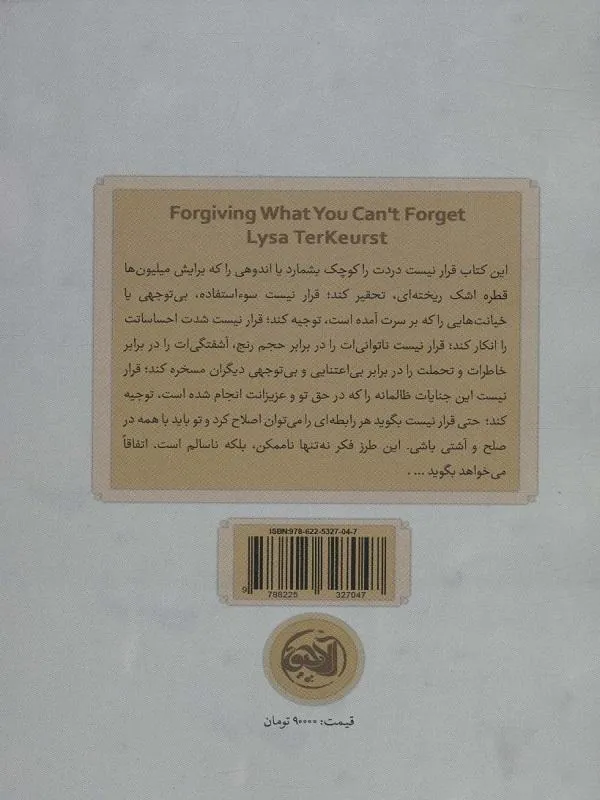 Forgiving What You Can't Forget
Lysa TerKeurst
این کتاب قرار نیست دردت را کوچک بشمارد یا اندوهی را که برایش میلیون‌ها
قطره اشک ریخته‌ای، تحقیر کند؛ قرار نیست سوءاستفاده، بی‌توجهی یا
خیانت‌هایی را که بر سرت آمده است، توجیه کند؛ قرار نیست شدت احساساتت
را انکار کند؛ قرار نیست ناتوانی‌ات را در برابر حجم رنج، آشفتگی‌ات را در برابر
خاطرات و تحملت را در برابر بی‌اعتنایی و بی‌توجهی دیگران مسخره کند؛ قرار
نیست این جنایات ظالمانه را که در حق تو و عزیزانت انجام شده است. توجیه
کند؛ حتی قرار نیست بگوید هر رابطه‌ای را می‌توان اصلاح کرد و تو باید با همه در
صلح و آشتی باشی. این طرز فکر نه‌تنها ناممکن، بلکه ناسالم است. اتفاقاً
می‌خواهد بگوید ... .
ISBN:978-622-5327-04-7
9 786225 327047
قیمت: ۹۰۰۰۰ تومان